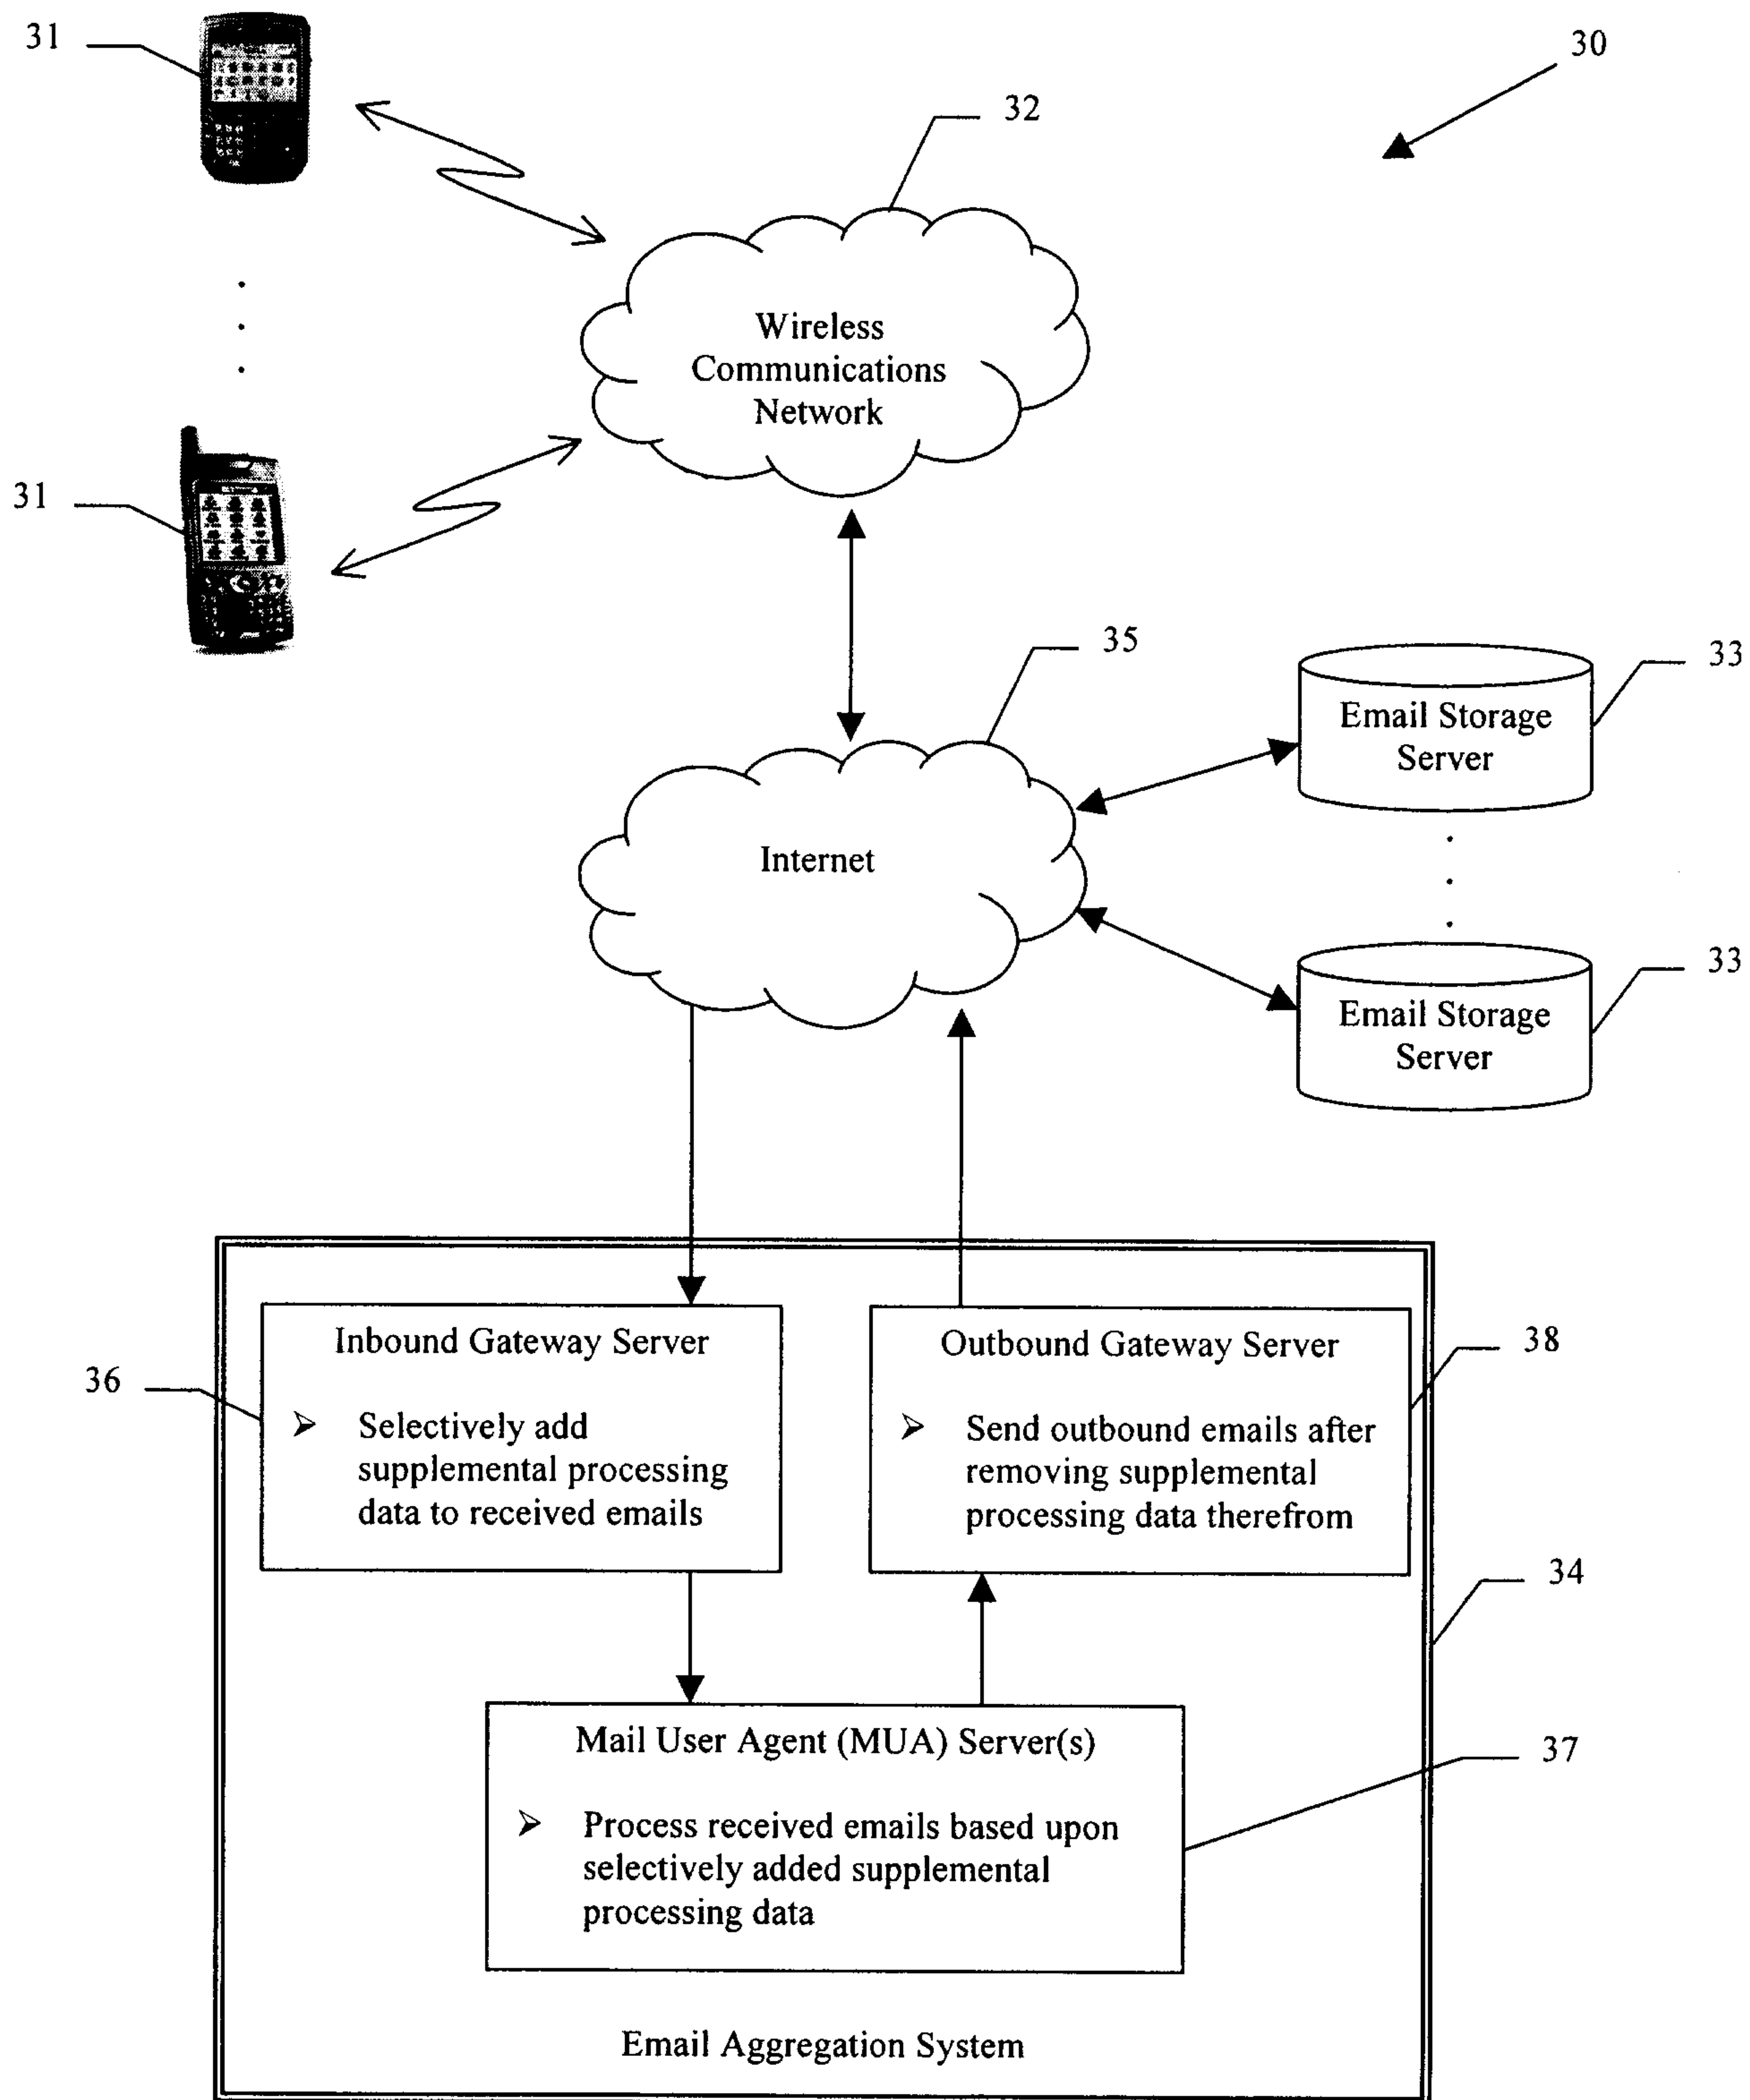 31
30
32
Wireless
Communications
Network
31
35
33
Email Storage
Server
Internet
33
Email Storage
Server
Inbound Gateway Server
Outbound Gateway Server
38
36
Selectively add
supplemental processing
data to received emails
Send outbound emails after
removing supplemental
processing data therefrom
34
Mail User Agent (MUA) Server(s)
37
Process received emails based upon
selectively added supplemental
processing data
Email Aggregation System